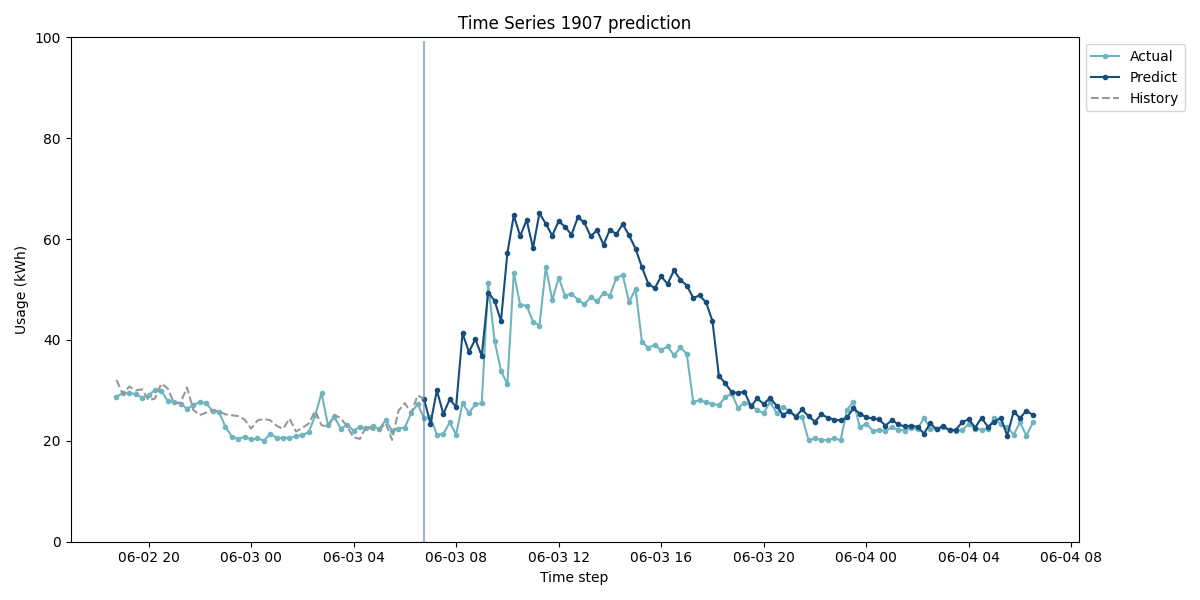 Time Series 1907 prediction
100
80
60
40
20
0
Usage (kWh)
06-02 20
06-03 00
06-03 04
06-03 08
06-03 12
06-03 16
06-03 20
06-04 00
06-04 04
06-04 08
Time step
Actual
Predict
History